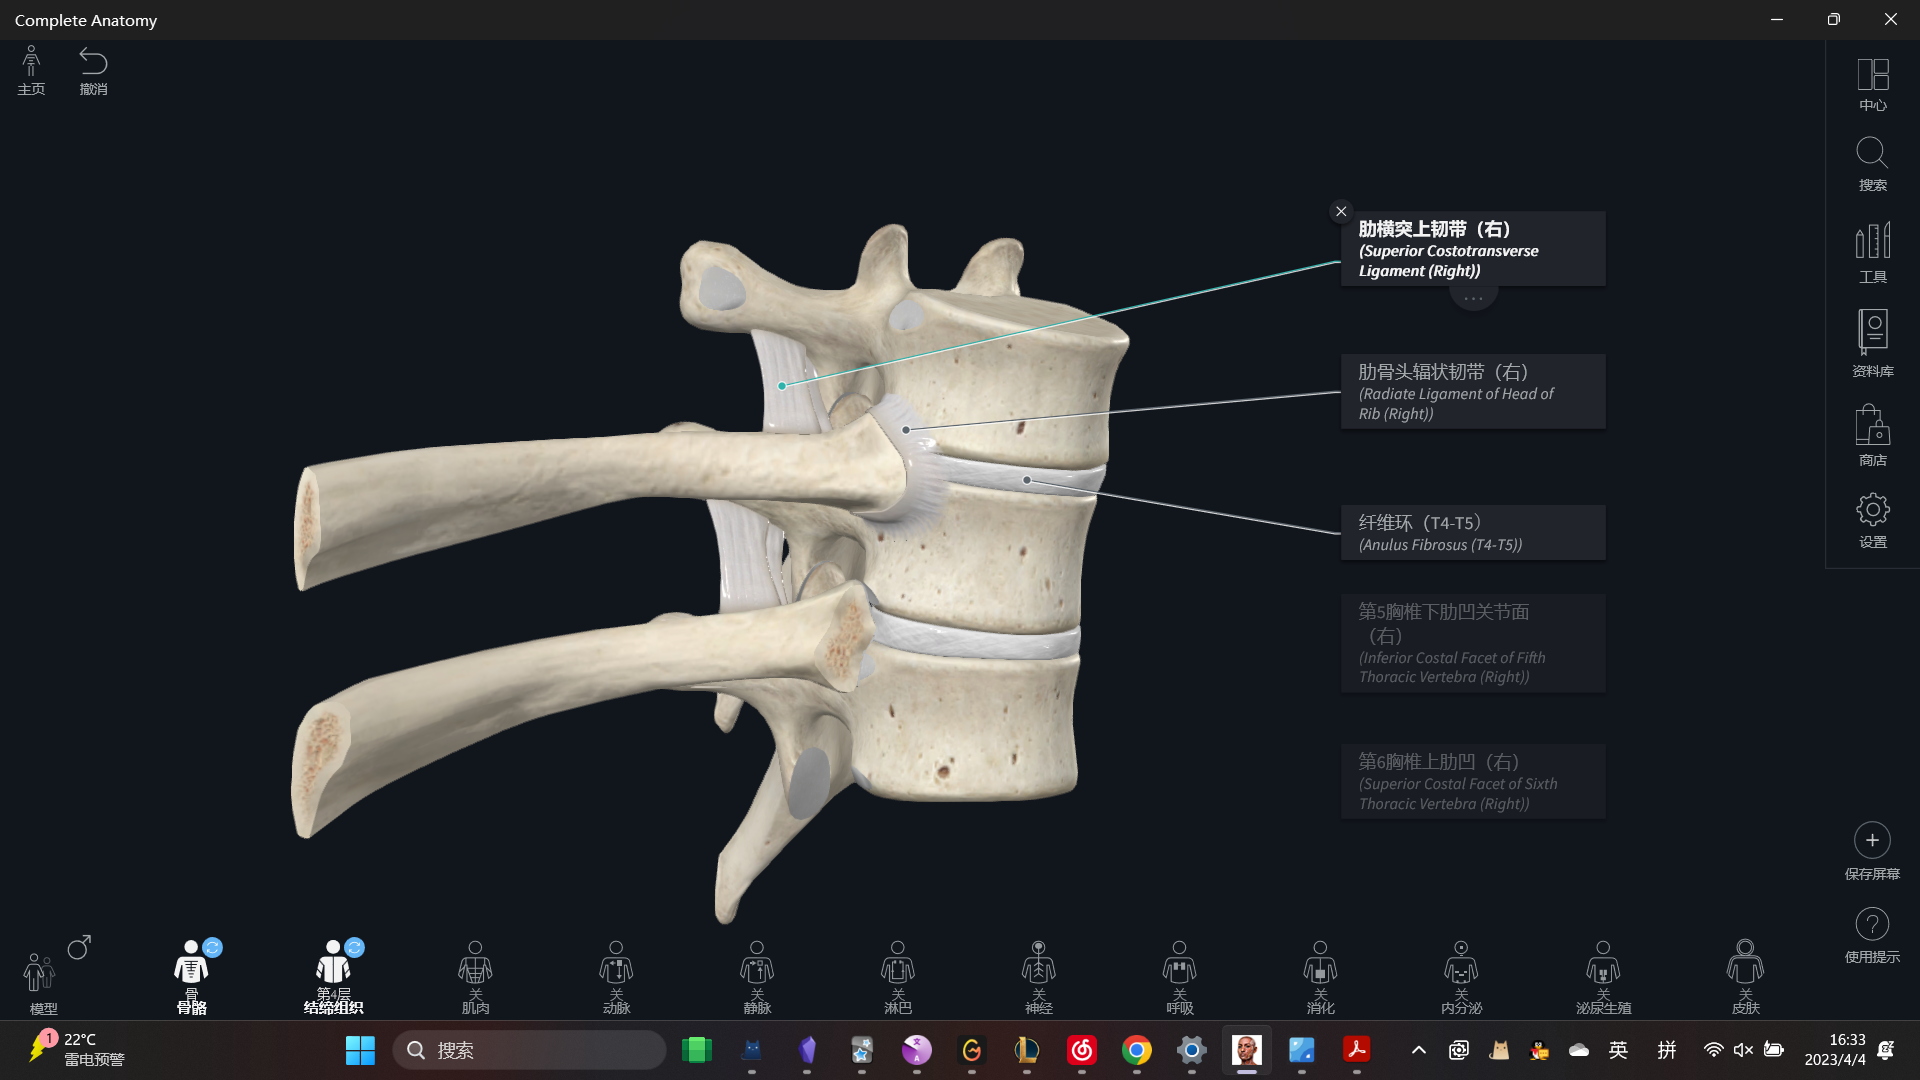 Complete Anatomy
主页
撤消
中心
搜索
工具
资料库
商店
设置
肋横突上韧带（右）
(Superior Costotransverse
Ligament (Right))
...
肋骨头辐状韧带（右）
(Radiate Ligament of Head of
Rib (Right))
纤维环（T4-T5）
(Anulus Fibrosus (T4-T5))
第5胸椎下肋凹关节面
（右）
(Inferior Costal Facet of Fifth
Thoracic Vertebra (Right))
第6胸椎上肋凹（右）
(Superior Costal Facet of Sixth
Thoracic Vertebra (Right))
保存屏幕
使用提示
模型
骨
骨骼
第4层
结缔组织
关
肌肉
关
动脉
关
静脉
关
淋巴
关
神经
关
呼吸
关
消化
关
内分泌
关
泌尿生殖
关
皮肤
1
22°C
雷电预警
搜索
英
拼
16:33
2023/4/4